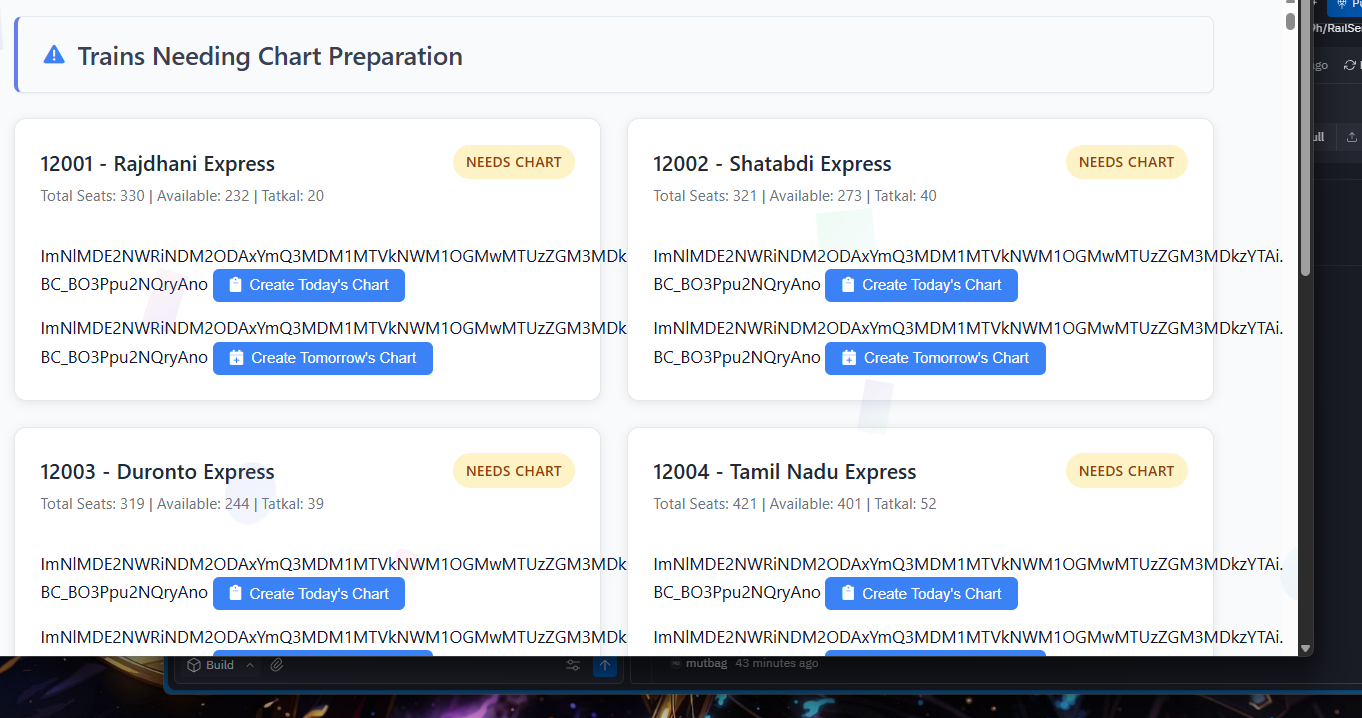 Trains Needing Chart Preparation
12001 - Rajdhani Express
NEEDS CHART
Total Seats: 330 | Available: 232 | Tatkal: 20
ImNlMDE2NWRiNDM2ODAxYmQ3MDM1MTVkNWM1OGMwMTUzZGM3MDk
BC_BO3Ppu2NQryAno Create Today's Chart
ImNlMDE2NWRiNDM2ODAxYmQ3MDM1MTVkNWM1OGMwMTUzZGM3MDk
BC_BO3Ppu2NQryAno Create Tomorrow's Chart
12002 - Shatabdi Express
NEEDS CHART
Total Seats: 321 | Available: 273 | Tatkal: 40
ImNlMDE2NWRiNDM2ODAxYmQ3MDM1MTVkNWM1OGMwMTUzZGM3MDkzYTAi.
BC_BO3Ppu2NQryAno Create Today's Chart
ImNlMDE2NWRiNDM2ODAxYmQ3MDM1MTVkNWM1OGMwMTUzZGM3MDkzYTAi.
BC_BO3Ppu2NQryAno Create Tomorrow's Chart
12003 - Duronto Express
NEEDS CHART
Total Seats: 319 | Available: 244 | Tatkal: 39
ImNlMDE2NWRiNDM2ODAxYmQ3MDM1MTVkNWM1OGMwMTUzZGM3MDk
BC_BO3Ppu2NQryAno Create Today's Chart
ImNlMDE2NWRiNDM2ODAxYmQ3MDM1MTVkNWM1OGMwMTUzZGM3MDk
12004 - Tamil Nadu Express
NEEDS CHART
Total Seats: 421 | Available: 401 | Tatkal: 52
ImNlMDE2NWRiNDM2ODAxYmQ3MDM1MTVkNWM1OGMwMTUzZGM3MDkzYTAi.
BC_BO3Ppu2NQryAno Create Today's Chart
ImNlMDE2NWRiNDM2ODAxYmQ3MDM1MTVkNWM1OGMwMTUzZGM3MDkzYTAi.
Build
mutbag 43 minutes ago